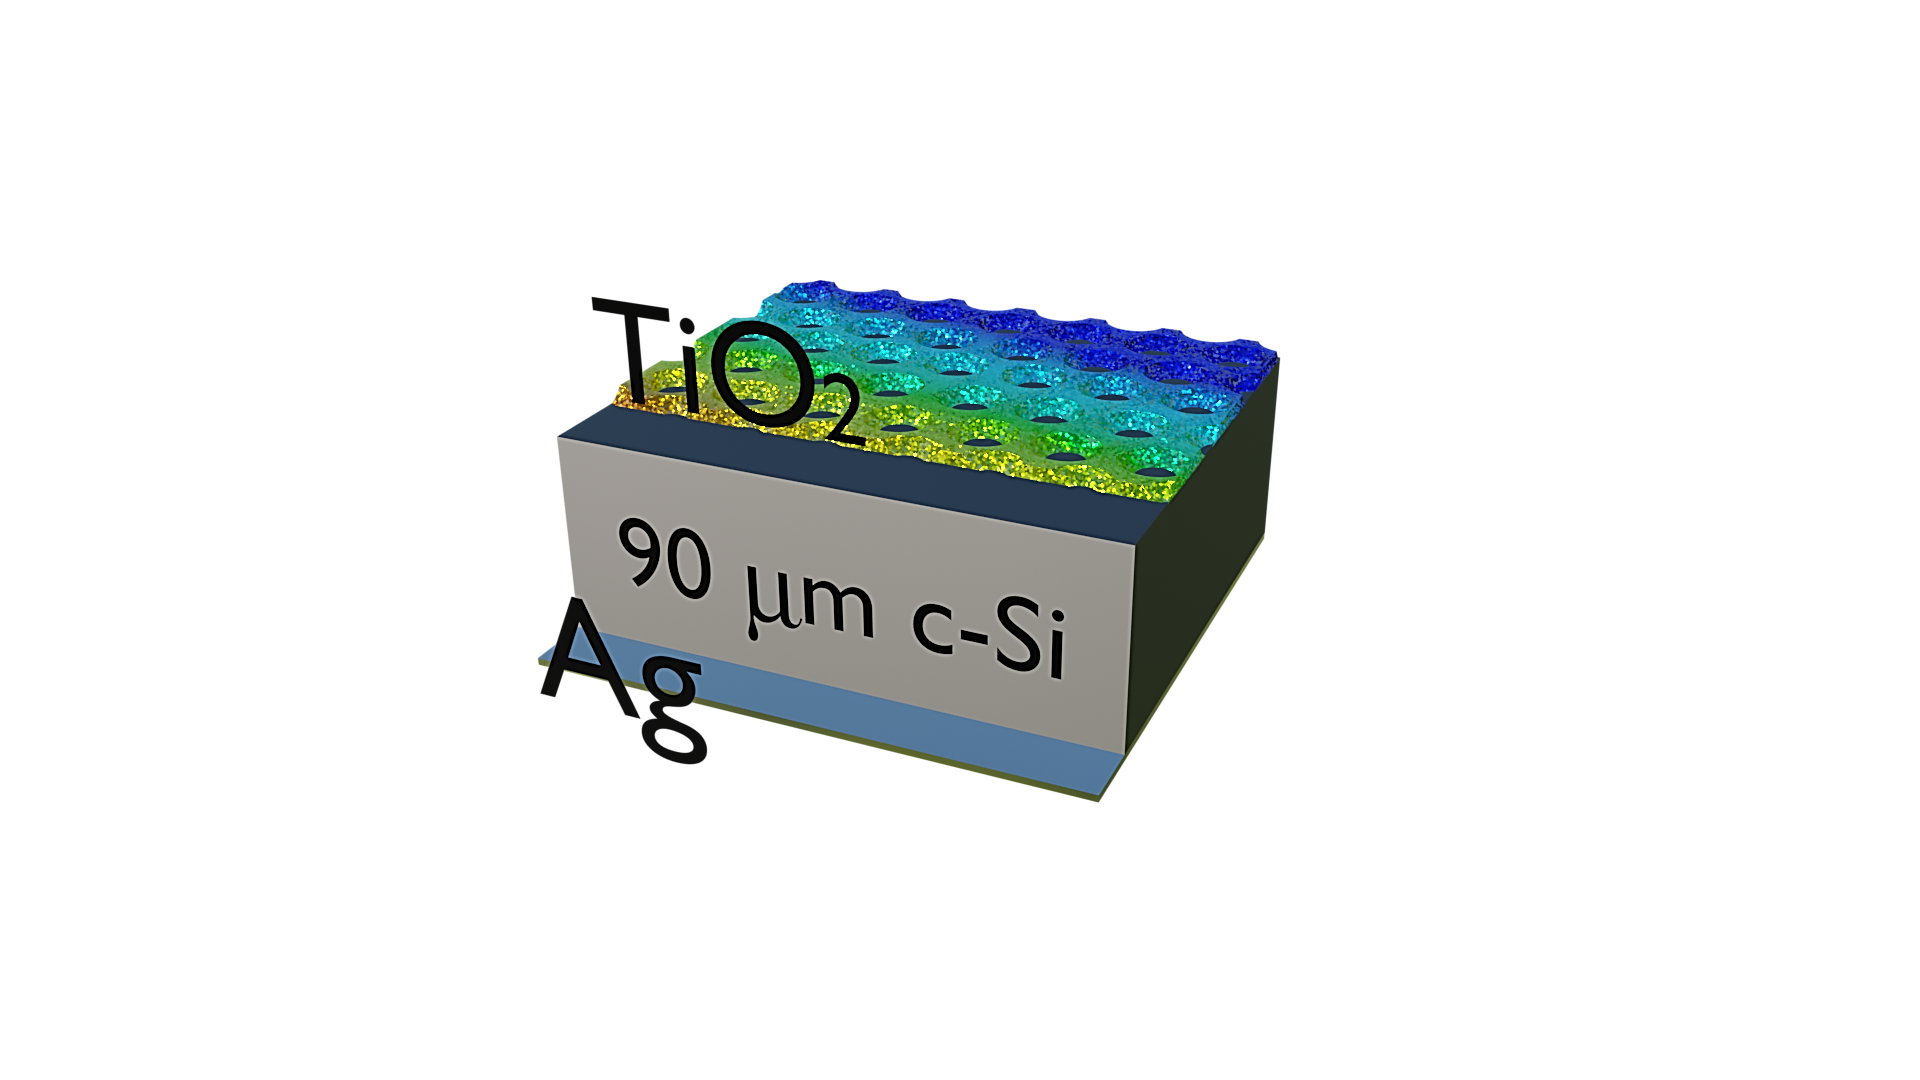 TiO₂
90 μm c-Si
Ag